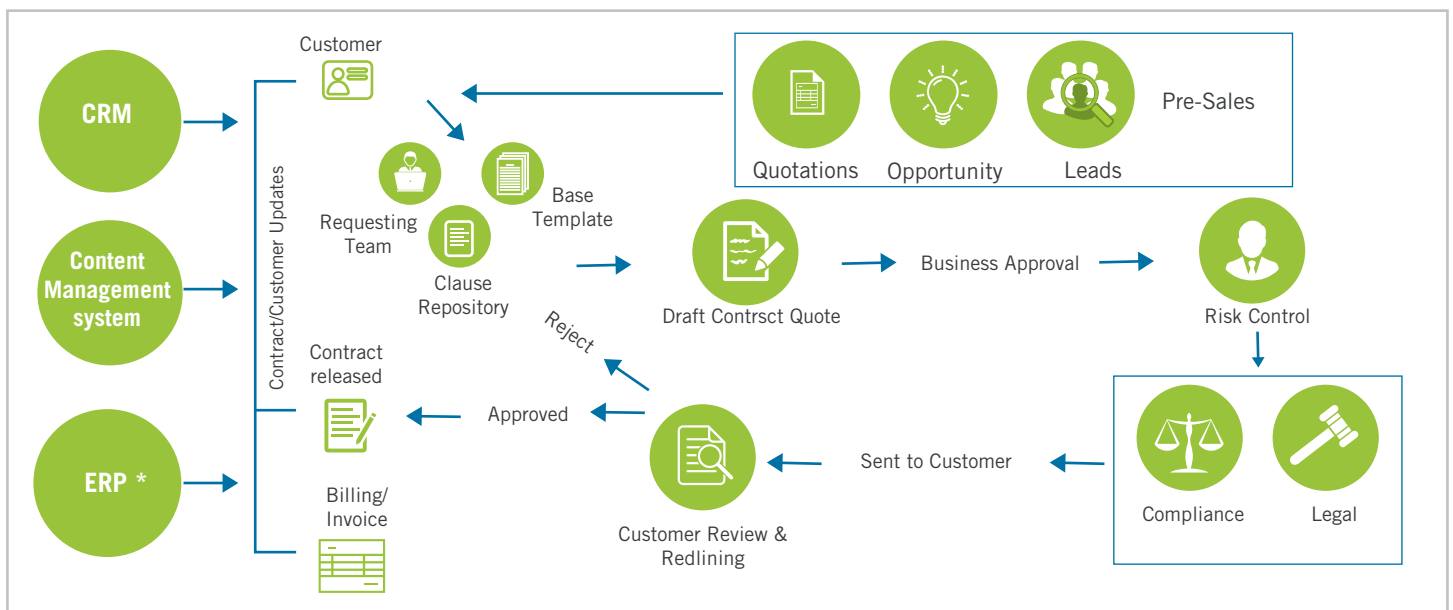 CRM
Content
Management
system
ERP *
Contract/Customer Updates
Customer
Requesting
Team
Base
Template
Clause
Repository
Quotations
Opportunity
Leads
Pre-Sales
Draft Contrsct Quote
Business Approval
Risk Control
Compliance
Legal
Sent to Customer
Customer Review &
Redlining
Reject
Approved
Contract
released
Billing/
Invoice